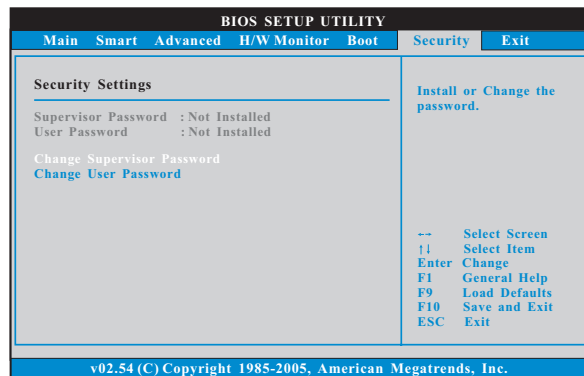 BIOS SETUP UTILITY
Main Smart Advanced H/W Monitor Boot Security Exit
Security Settings
Supervisor Password : Not Installed
User Password : Not Installed
Change Supervisor Password
Change User Password
Install or Change the
password.
←→ Select Screen
↑↓ Select Item
Enter Change
F1 General Help
F9 Load Defaults
F10 Save and Exit
ESC Exit
v02.54 (C) Copyright 1985-2005, American Megatrends, Inc.